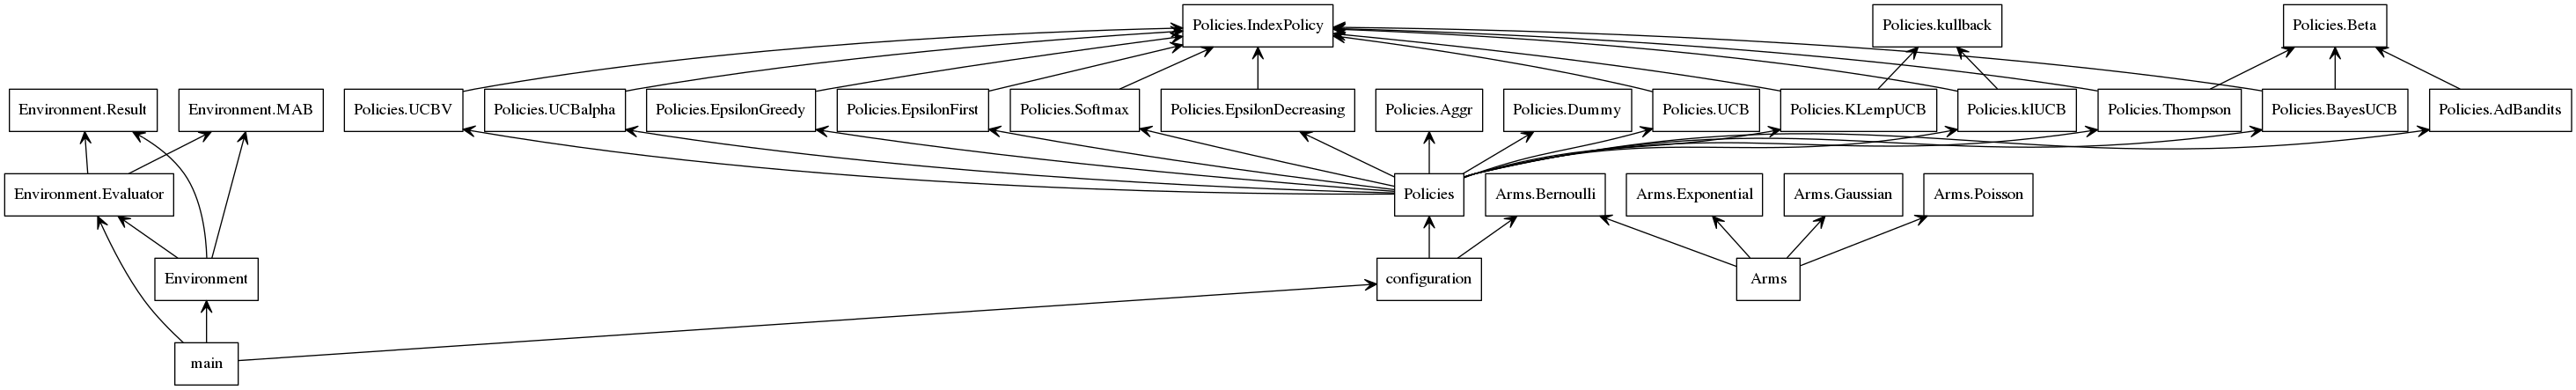 Policies.IndexPolicy
Policies.kullback
Policies.Beta
Environment.Result
Environment.MAB
Policies.UCBV
Policies.UCBalpha
Policies.EpsilonGreedy
Policies.EpsilonFirst
Policies.Softmax
Policies.EpsilonDecreasing
Policies.Aggr
Policies.Dummy
Policies.UCB
Policies.KLempUCB
Policies.klUCB
Policies.Thompson
Policies.BayesUCB
Policies.AdBandits
Environment.Evaluator
Policies
Arms.Bernoulli
Arms.Exponential
Arms.Gaussian
Arms.Poisson
Environment
configuration
Arms
main